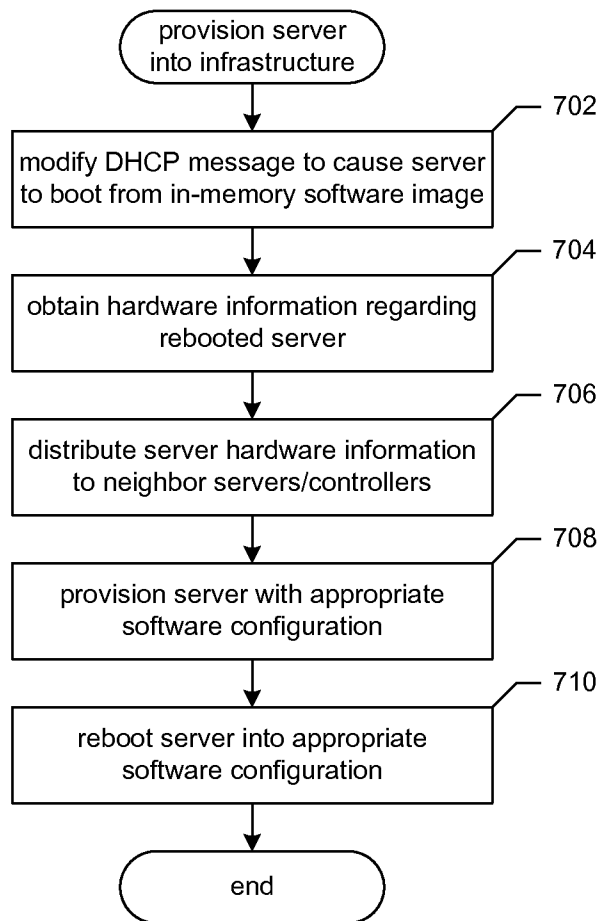 provision server
into infrastructure
702
modify DHCP message to cause server
to boot from in-memory software image
704
obtain hardware information regarding
rebooted server
706
distribute server hardware information
to neighbor servers/controllers
708
provision server with appropriate
software configuration
710
reboot server into appropriate
software configuration
end